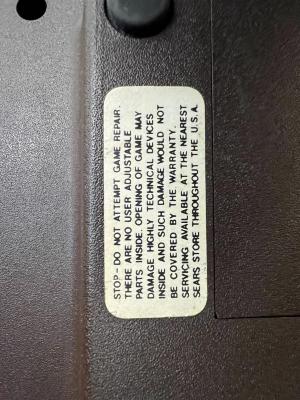 STOP-DO NOT ATTEMPT GAME REPAIR.
THERE ARE NO USER ADJUSTABLE
PARTS INSIDE. OPENING OF GAME MAY
DAMAGE HIGHLY TECHNICAL DEVICES
INSIDE AND SUCH DAMAGE WOULD NOT
BE COVERED BY THE WARRANTY.
SERVICING AVAILABLE AT THE NEAREST
SEARS STORE THROUGHOUT THE U.S.A.